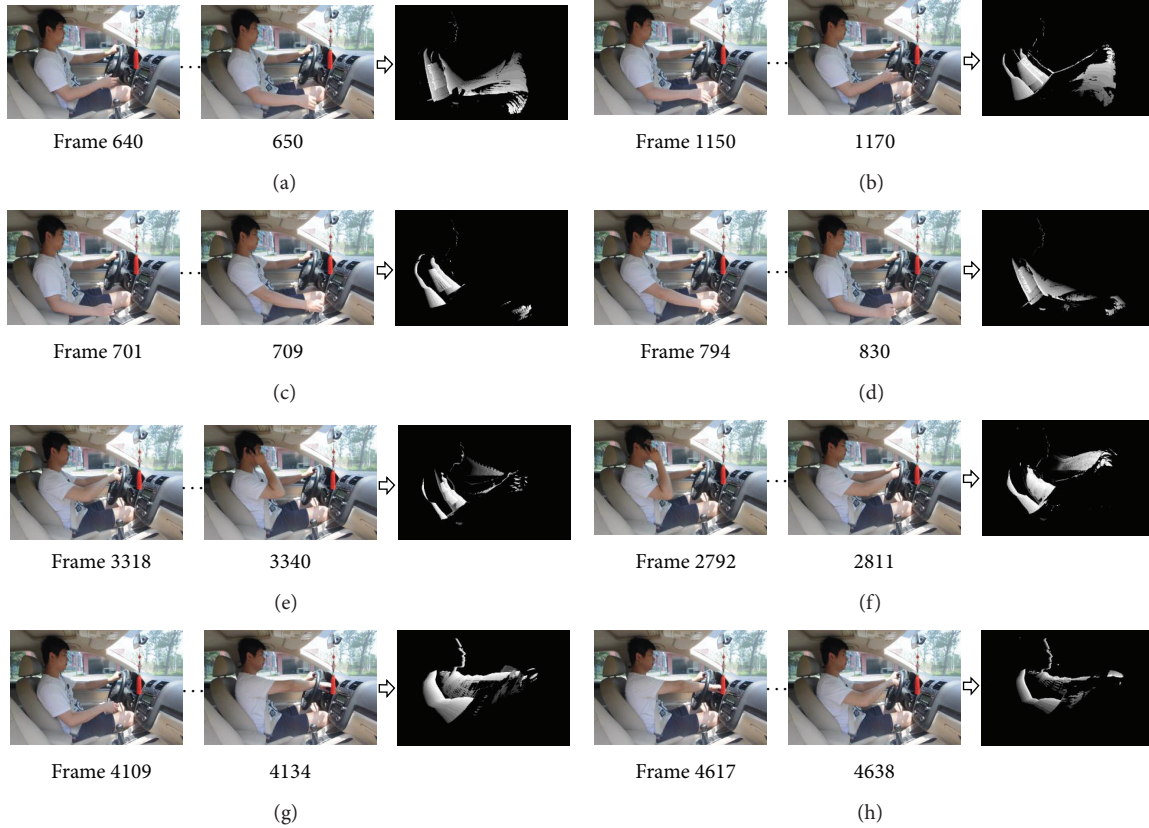 Frame 640 650
(a)
Frame 1150 1170
(b)
Frame 701 709
(c)
Frame 794 830
(d)
Frame 3318 3340
(e)
Frame 2792 2811
(f)
Frame 4109 4134
(g)
Frame 4617 4638
(h)